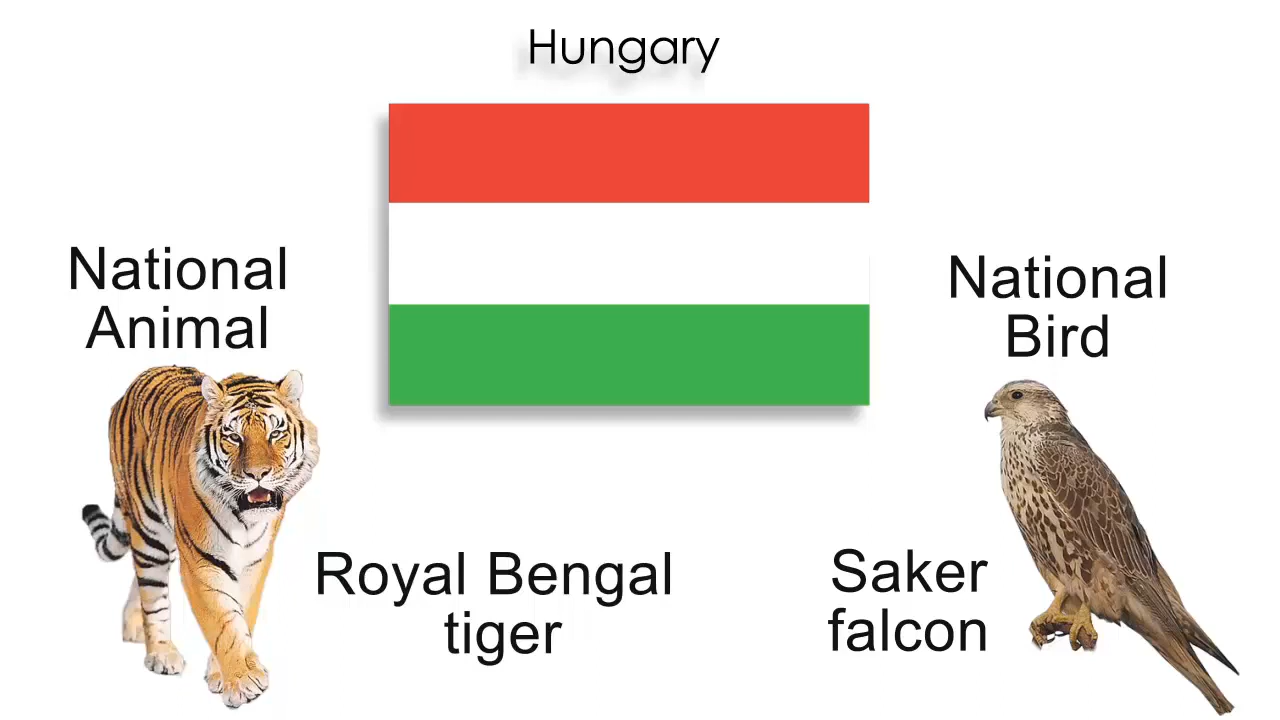 Hungary
National
Animal
National
Bird
Royal Bengal
tiger
Saker
falcon